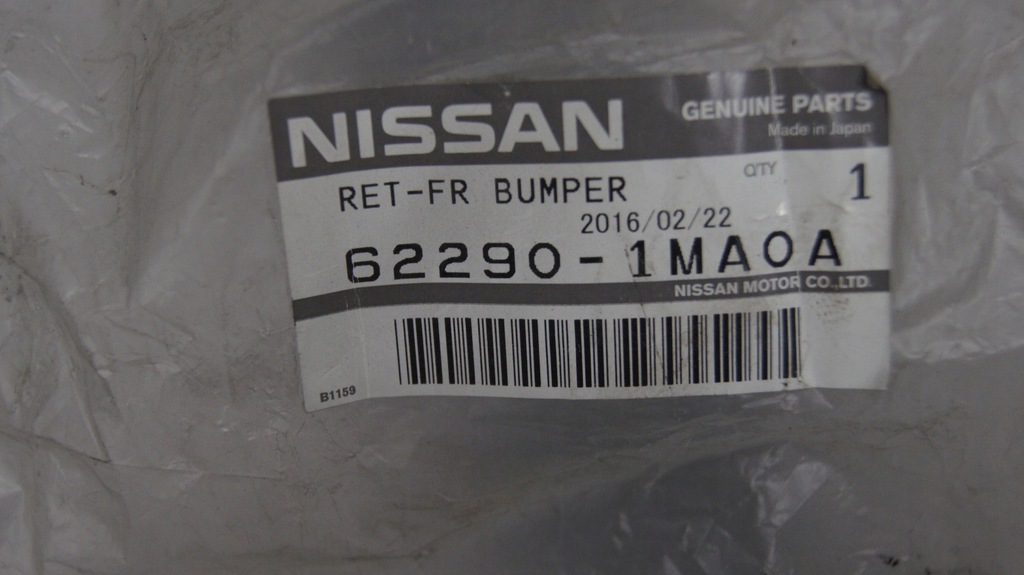 NISSAN
GENUINE PARTS
Made in Japan
RET-FR BUMPER
Q'TY 1
2016/02/22
62290-1MA0A
NISSAN MOTOR CO.,LTD.
B1159